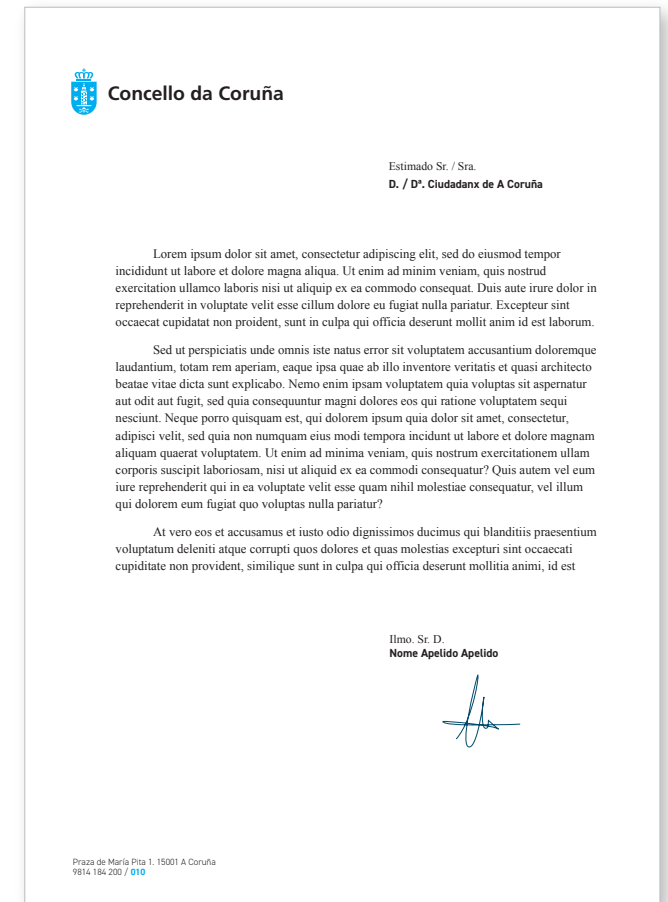 Concello da Coruña
Estimado Sr. / Sra.
D. / Dª. Ciudadanx de A Coruña
Lorem ipsum dolor sit amet, consectetur adipiscing elit, sed do eiusmod tempor
incididunt ut labore et dolore magna aliqua. Ut enim ad minim veniam, quis nostrud
exercitation ullamco laboris nisi ut aliquip ex ea commodo consequat. Duis aute irure dolor in
reprehenderit in voluptate velit esse cillum dolore eu fugiat nulla pariatur. Excepteur sint
occaecat cupidatat non proident, sunt in culpa qui officia deserunt mollit anim id est laborum.
Sed ut perspiciatis unde omnis iste natus error sit voluptatem accusantium doloremque
laudantium, totam rem aperiam, eaque ipsa quae ab illo inventore veritatis et quasi architecto
beatae vitae dicta sunt explicabo. Nemo enim ipsam voluptatem quia voluptas sit aspernatur
aut odit aut fugit, sed quia consequuntur magni dolores eos qui ratione voluptatem sequi
nesciunt. Neque porro quisquam est, qui dolorem ipsum quia dolor sit amet, consectetur,
adipisci velit, sed quia non numquam eius modi tempora incidunt ut labore et dolore magnam
aliquam quaerat voluptatem. Ut enim ad minima veniam, quis nostrum exercitationem ullam
corporis suscipit laboriosam, nisi ut aliquid ex ea commodi consequatur? Quis autem vel eum
iure reprehenderit qui in ea voluptate velit esse quam nihil molestiae consequatur, vel illum
qui dolorem eum fugiat quo voluptas nulla pariatur?
At vero eos et accusamus et iusto odio dignissimos ducimus qui blanditiis praesentium
voluptatum deleniti atque corrupti quos dolores et quas molestias excepturi sint occaecati
cupiditate non provident, similique sunt in culpa qui officia deserunt mollitia animi, id est
Ilmo. Sr. D.
Nome Apelido Apelido
Praza de María Pita 1. 15001 A Coruña
9814 184 200 / 010